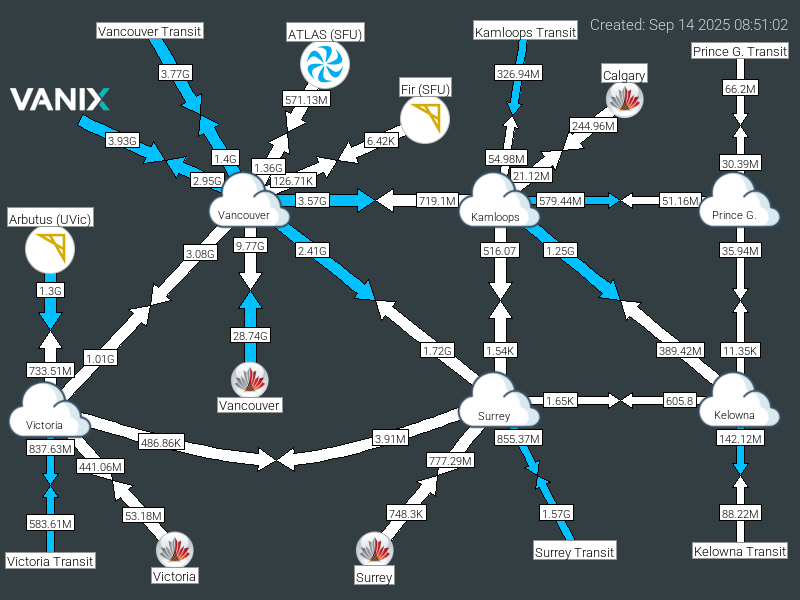 Created: Sep 14 2025 08:51:02
Vancouver Transit
ATLAS (SFU)
Kamloops Transit
Prince G. Transit
3.77G
326.94M
Calgary
66.2M
VANIX
571.13M
Fir (SFU)
244.96M
3.93G
6.42K
1.4G
1.36G
54.98M
30.39M
2.95G
126.71K
21.12M
3.57G
719.1M
579.44M
51.16M
Vancouver
Kamloops
Prince G.
Arbutus (UVic)
3.08G
9.77G
2.41G
516.07
1.25G
35.94M
1.3G
28.74G
1.01G
1.72G
1.54K
389.42M
11.35K
733.51M
Vancouver
1.65K
605.8
Victoria
Surrey
Kelowna
837.63M
486.86K
3.91M
855.37M
142.12M
441.06M
777.29M
583.61M
53.18M
748.3K
1.57G
88.22M
Victoria Transit
Victoria
Surrey
Surrey Transit
Kelowna Transit